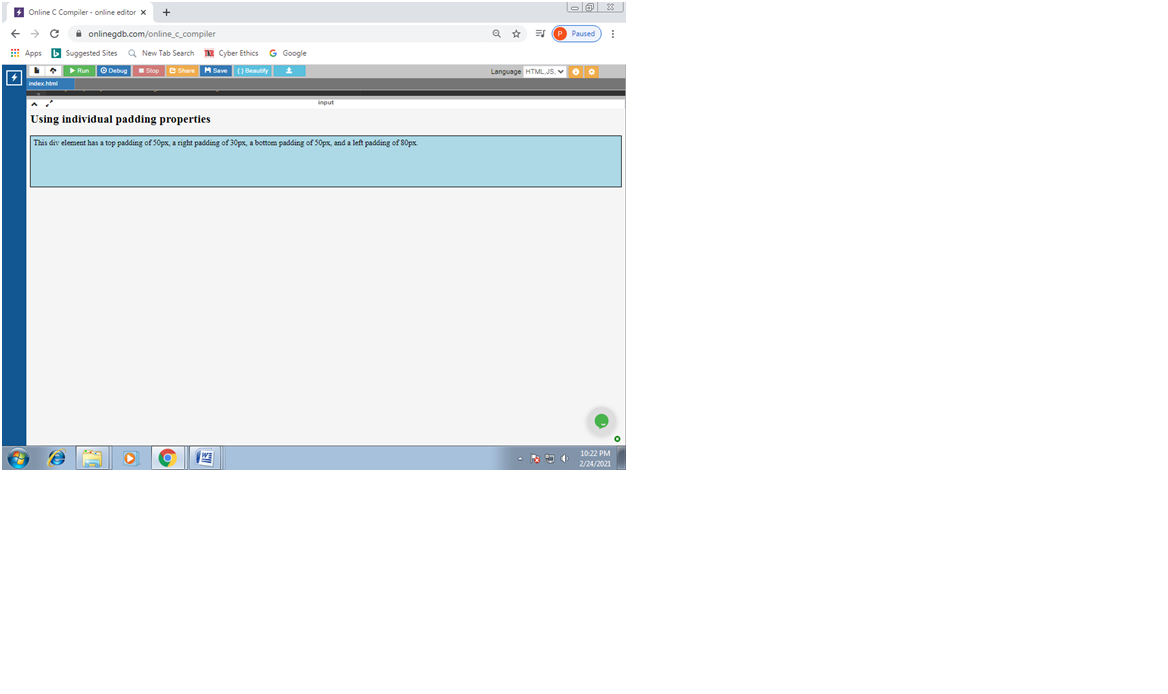 Online C Compiler - online editor
onlinegdb.com/online_c_compiler
P Paused
Apps Suggested Sites New Tab Search Cyber Ethics Google
Run Debug Stop Share Save { } Beautify Language HTML,JS,
index.html
input
Using individual padding properties
This div element has a top padding of 50px, a right padding of 30px, a bottom padding of 50px, and a left padding of 80px.
10:22 PM
2/24/2021